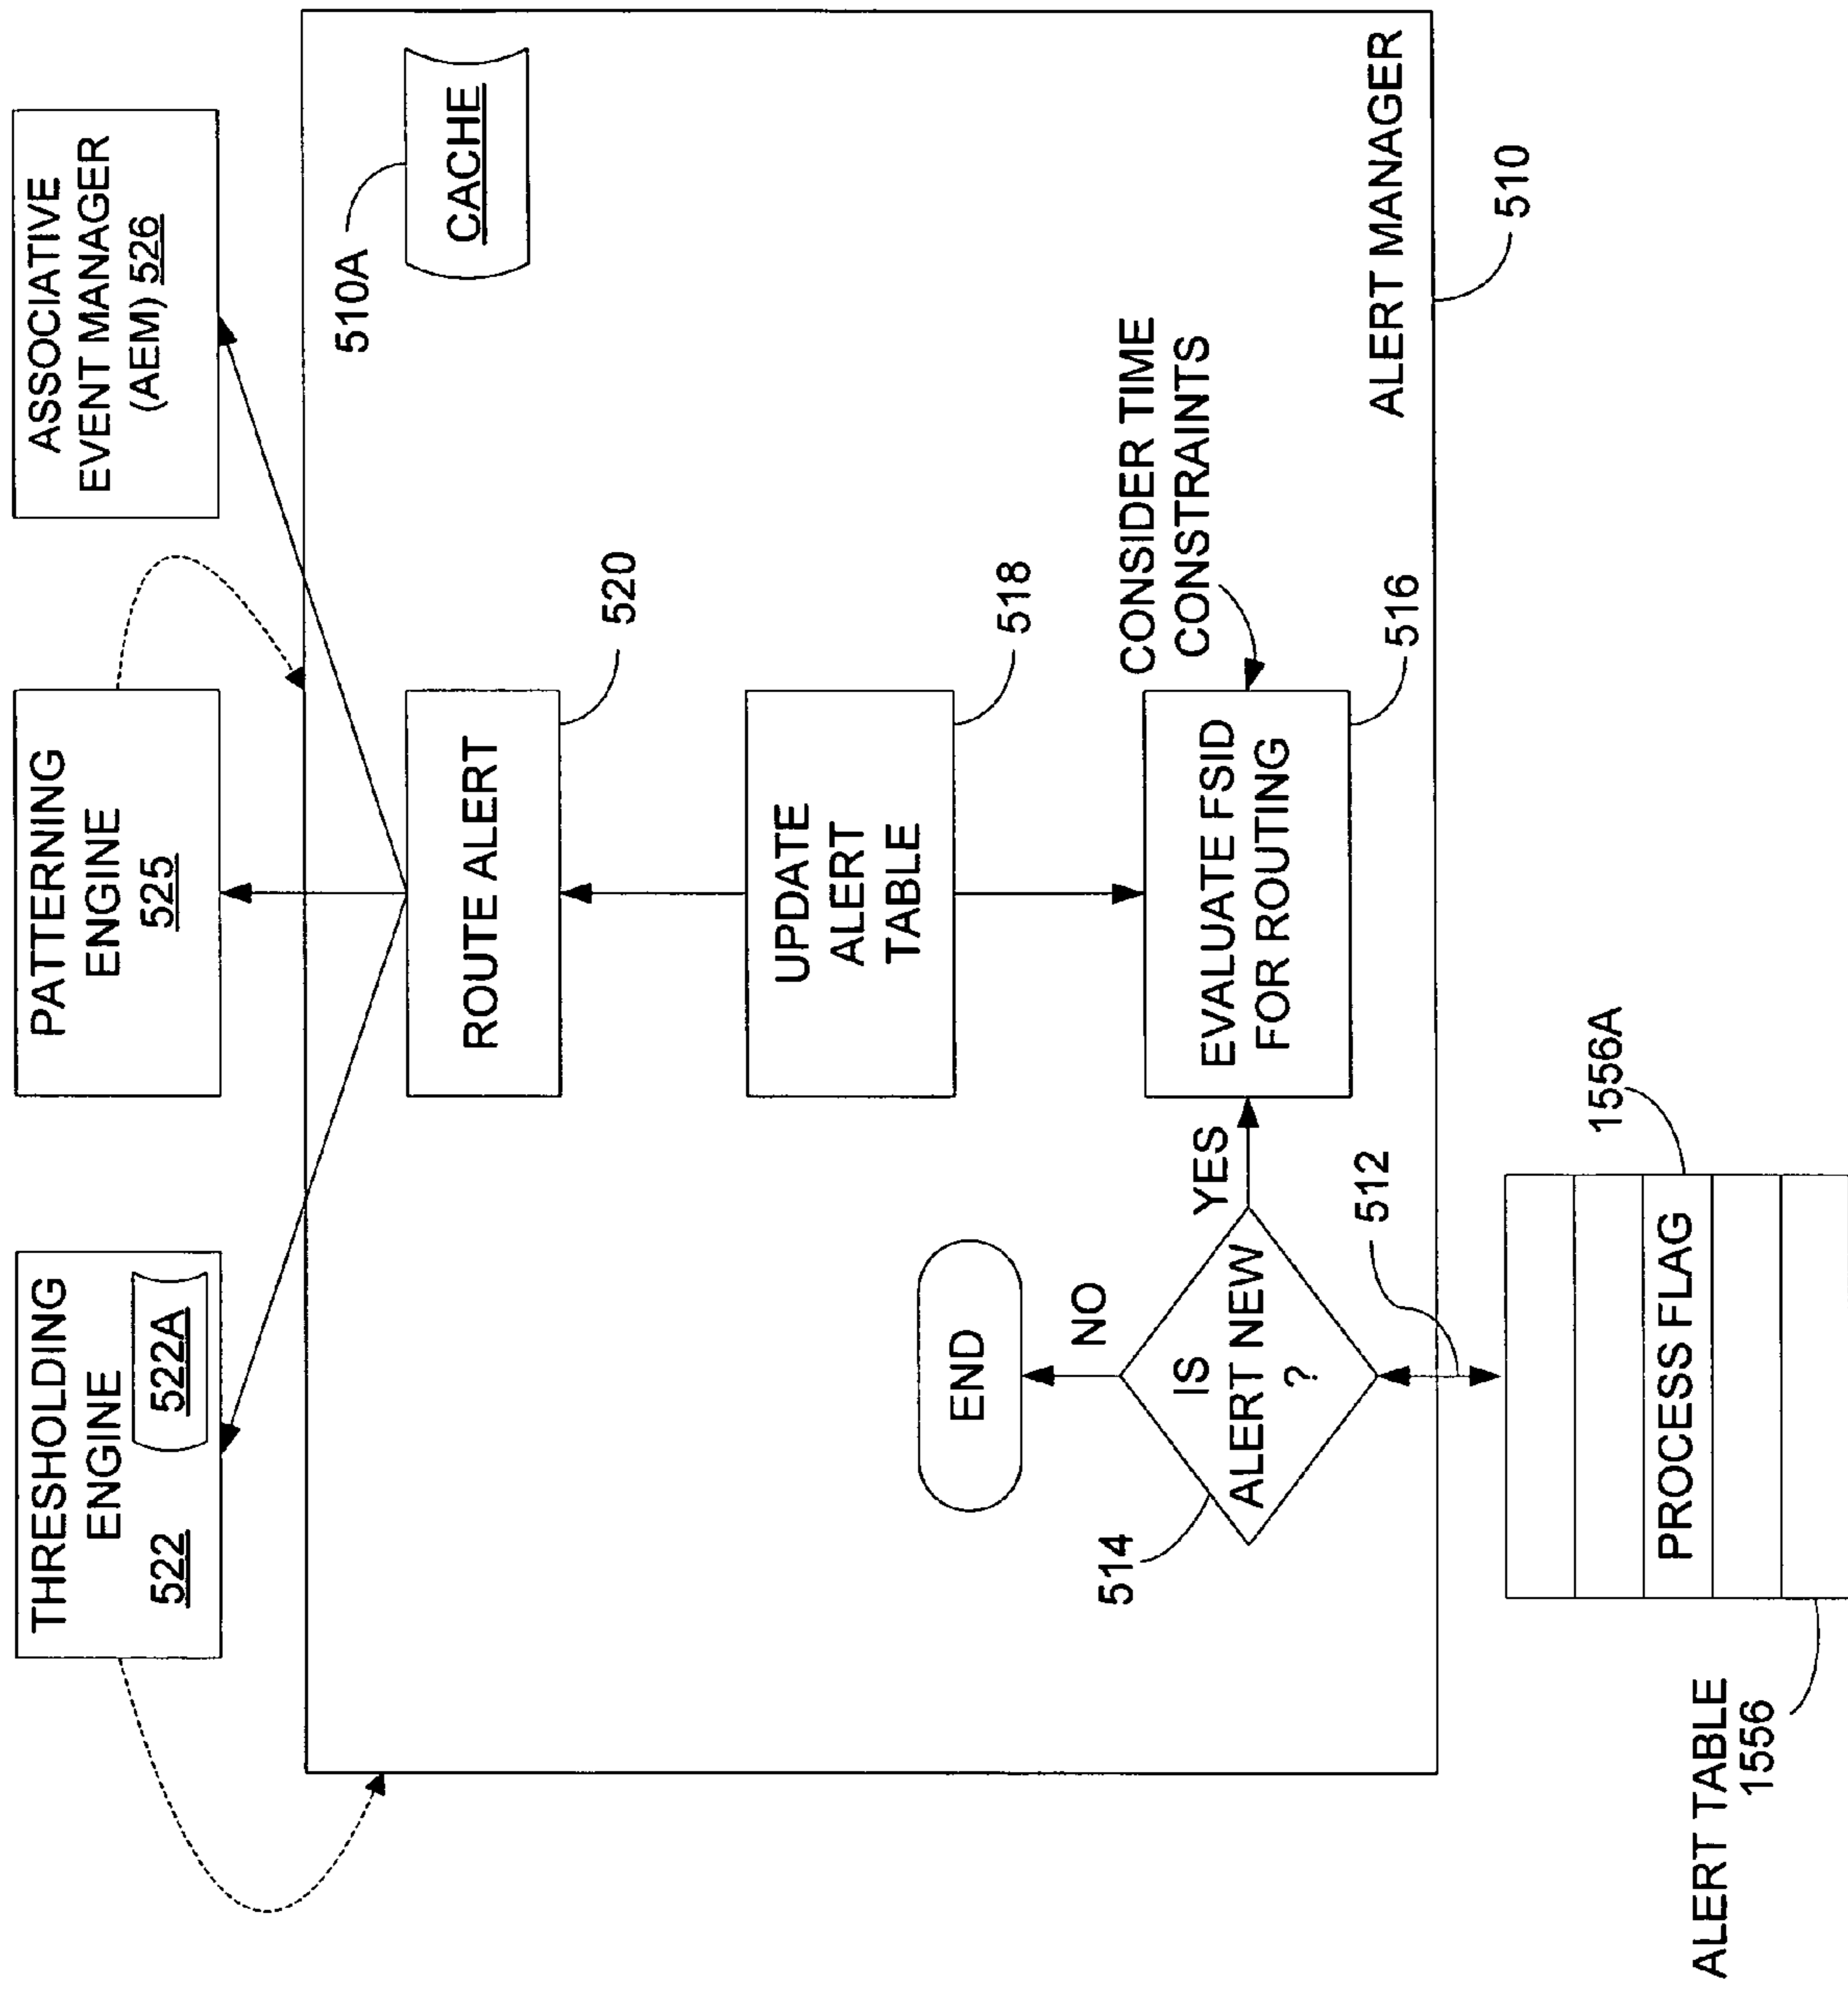 THRESHOLDING
ENGINE
522
522A
PATTERNING
ENGINE
525
ASSOCIATIVE
EVENT MANAGER
(AEM) 526
510A
CACHE
ROUTE ALERT
520
UPDATE
ALERT
TABLE
518
CONSIDER TIME
CONSTRAINTS
END
NO
IS
ALERT NEW
?
514
YES
EVALUATE FSID
FOR ROUTING
516
ALERT MANAGER
510
512
1556A
PROCESS FLAG
ALERT TABLE
1556